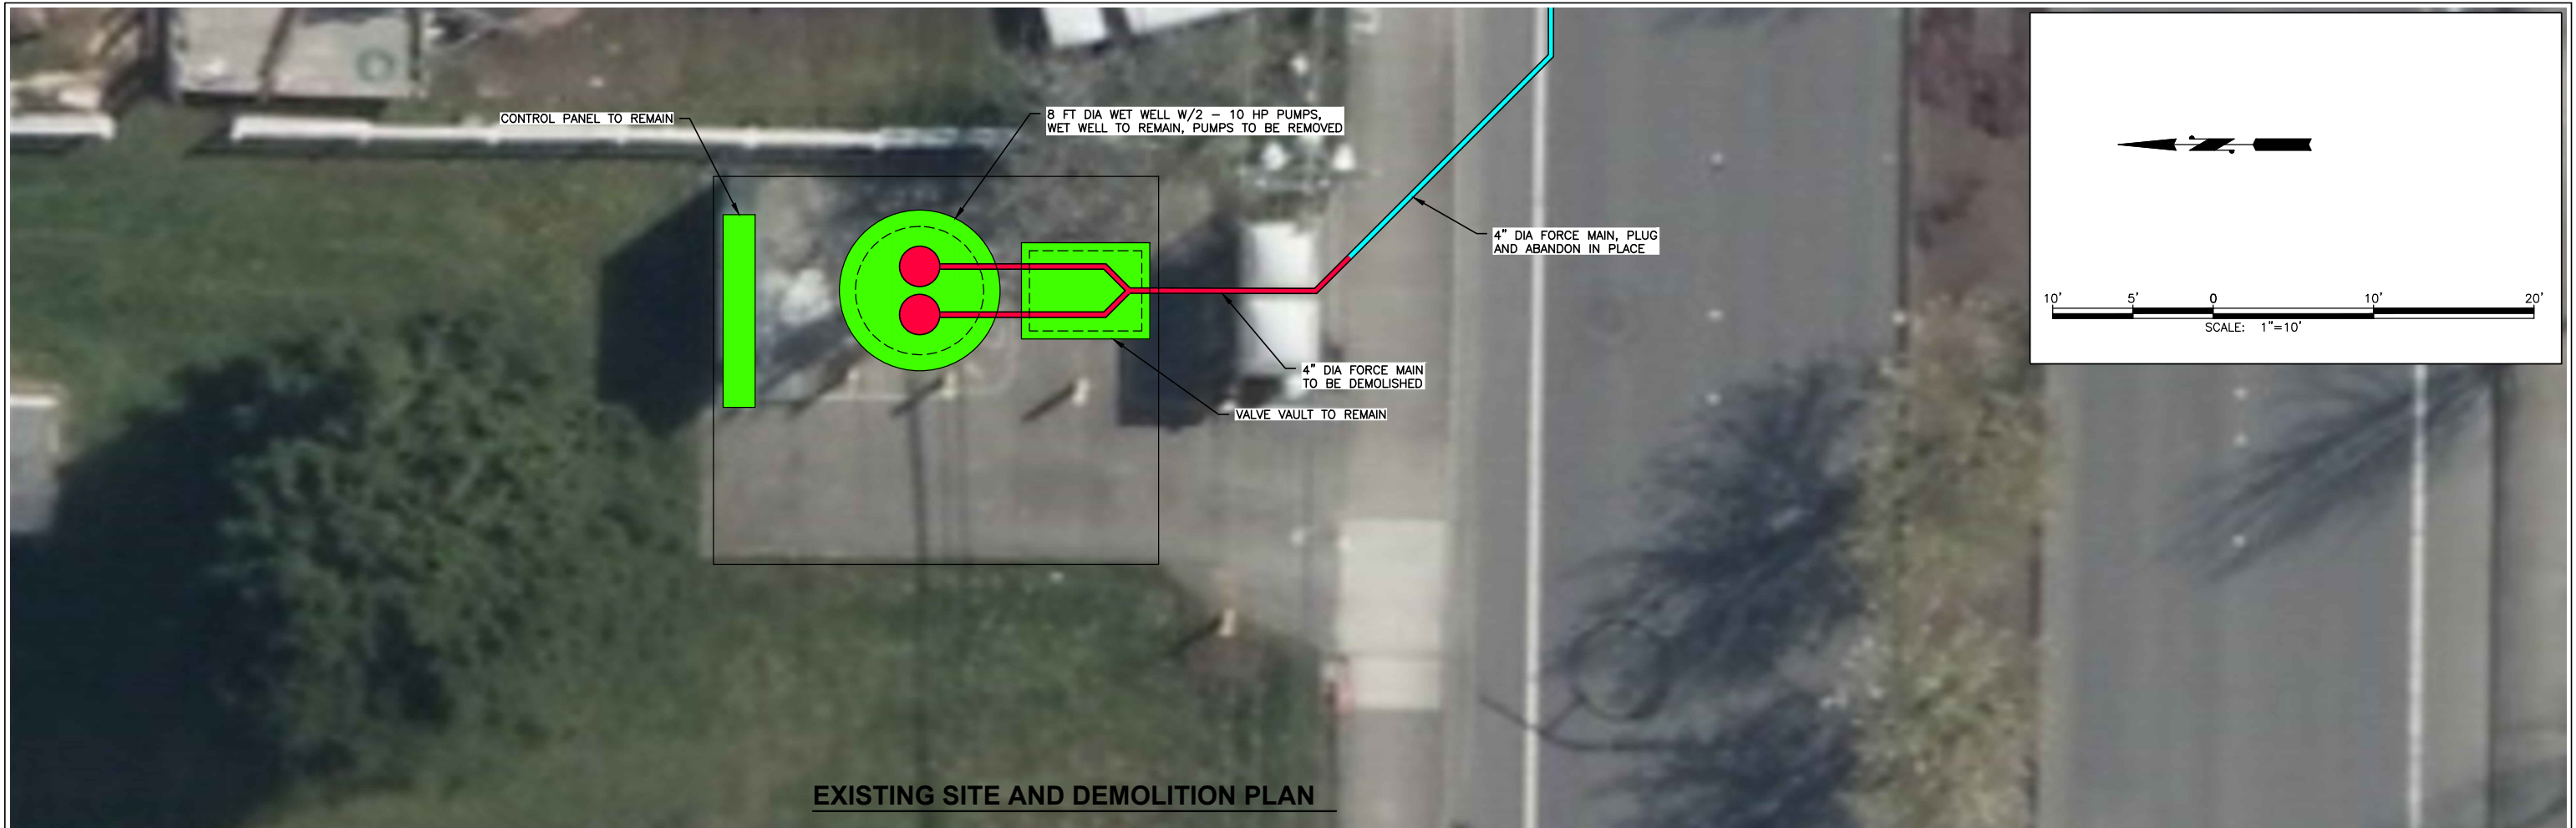 CONTROL PANEL TO REMAIN
8 FT DIA WET WELL W/2 – 10 HP PUMPS,
WET WELL TO REMAIN, PUMPS TO BE REMOVED
4" DIA FORCE MAIN, PLUG
AND ABANDON IN PLACE
4" DIA FORCE MAIN
TO BE DEMOLISHED
VALVE VAULT TO REMAIN
Z
10' 5' 0 10' 20'
SCALE: 1"=10'
EXISTING SITE AND DEMOLITION PLAN